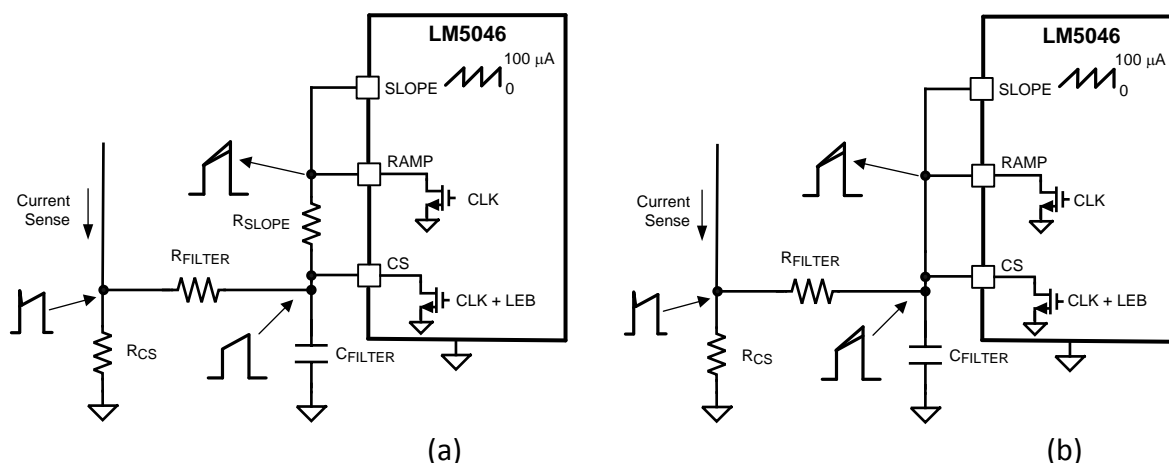 LM5046
100 μA
0
SLOPE
RAMP
CLK
Current
Sense
RSLOPE
RFILTER
CS
CLK + LEB
RCS
CFILTER
(a)
LM5046
100 μA
0
SLOPE
RAMP
CLK
Current
Sense
RFILTER
CS
CLK + LEB
RCS
CFILTER
(b)